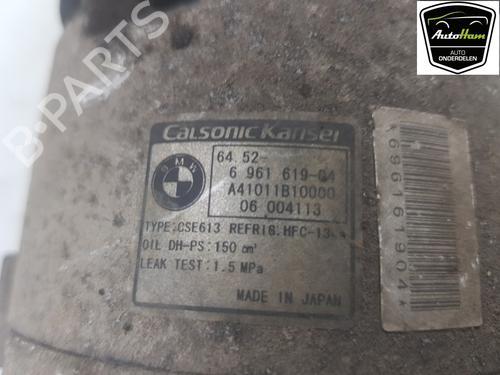 AutoHam
AUTO
ONDERDELEN
B-PARTS
Calsonic Kansei
BMW
64.52-
6 961 619-04
A41011B10000
06 004113
TYPE:CSE613 REFRIG.HFC-134
OIL DH-PS:150 cm³
LEAK TEST:1.5 MPa
MADE IN JAPAN
*696161904*